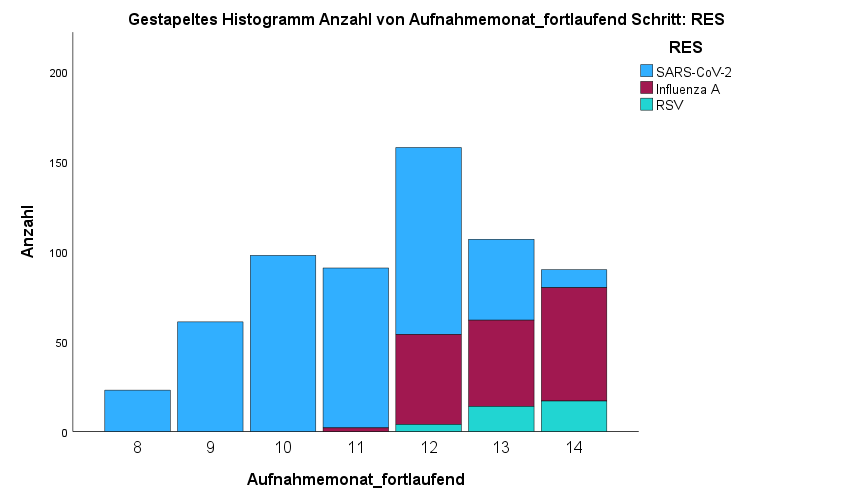 Gestapeltes Histogramm Anzahl von Aufnahmemonat_fortlaufend Schritt: RES
RES
SARS-CoV-2
Influenza A
RSV
Anzahl
200
150
100
50
0
8 9 10 11 12 13 14
Aufnahmemonat_fortlaufend